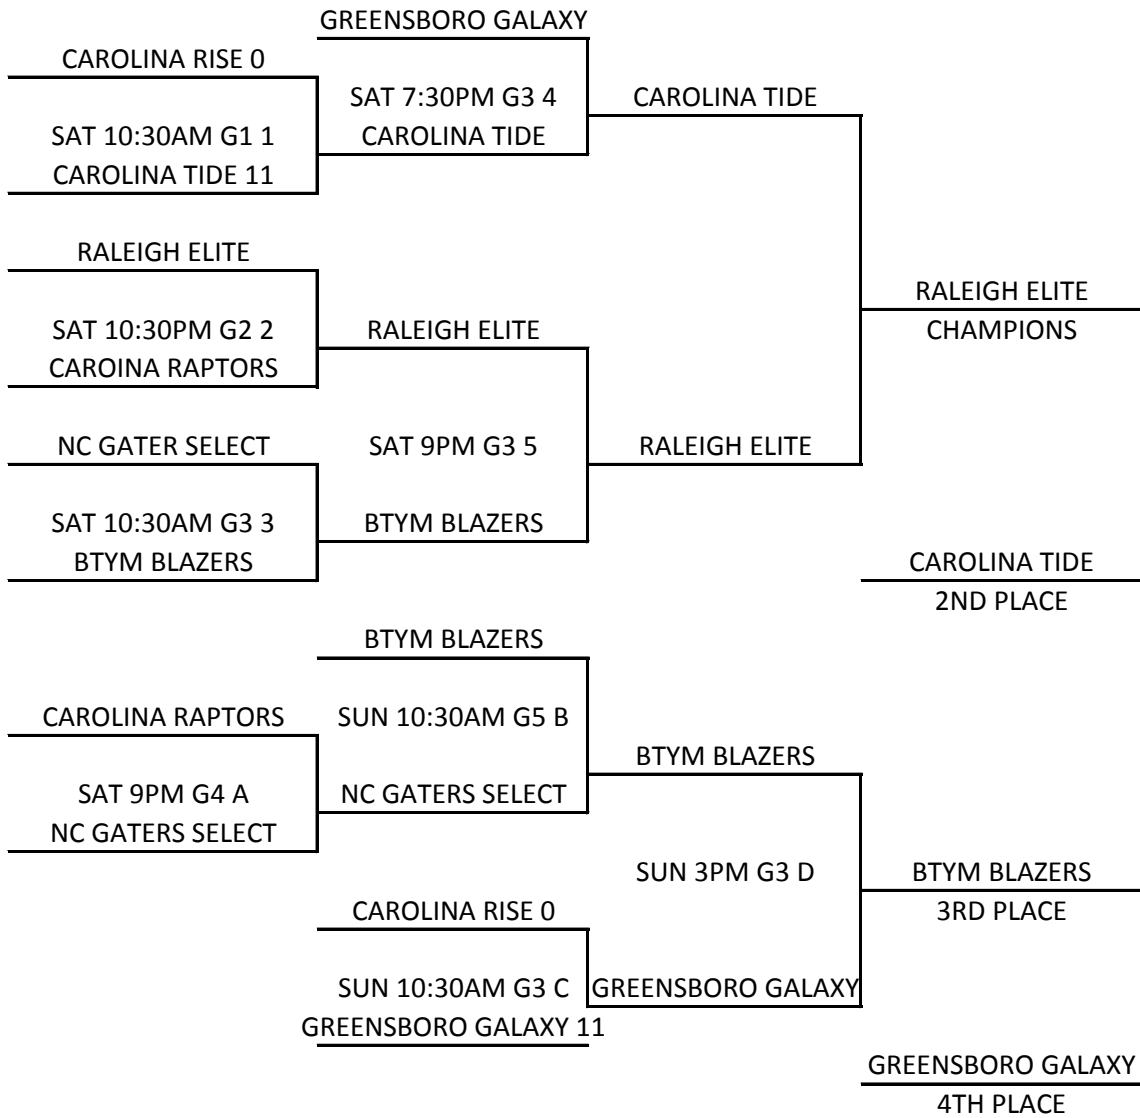 GREENSBORO GALAXY
CAROLINA RISE 0
SAT 7:30PM G3 4
CAROLINA TIDE
SAT 10:30AM G1 1
CAROLINA TIDE
CAROLINA TIDE 11
RALEIGH ELITE
RALEIGH ELITE
CHAMPIONS
SAT 10:30PM G2 2
RALEIGH ELITE
CAROINA RAPTORS
NC GATER SELECT
SAT 9PM G3 5
RALEIGH ELITE
SAT 10:30AM G3 3
BTYM BLAZERS
BTYM BLAZERS
CAROLINA TIDE
2ND PLACE
BTYM BLAZERS
CAROLINA RAPTORS
SUN 10:30AM G5 B
BTYM BLAZERS
SAT 9PM G4 A
NC GATERS SELECT
NC GATERS SELECT
SUN 3PM G3 D
BTYM BLAZERS
3RD PLACE
CAROLINA RISE 0
SUN 10:30AM G3 C
GREENSBORO GALAXY
GREENSBORO GALAXY 11
GREENSBORO GALAXY
4TH PLACE